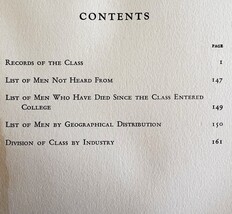 CONTENTS
PAGE
RECORDS OF THE CLASS 1
LIST OF MEN NOT HEARD FROM 147
LIST OF MEN WHO HAVE DIED SINCE THE CLASS ENTERED
COLLEGE 149
LIST OF MEN BY GEOGRAPHICAL DISTRIBUTION 150
DIVISION OF CLASS BY INDUSTRY 161